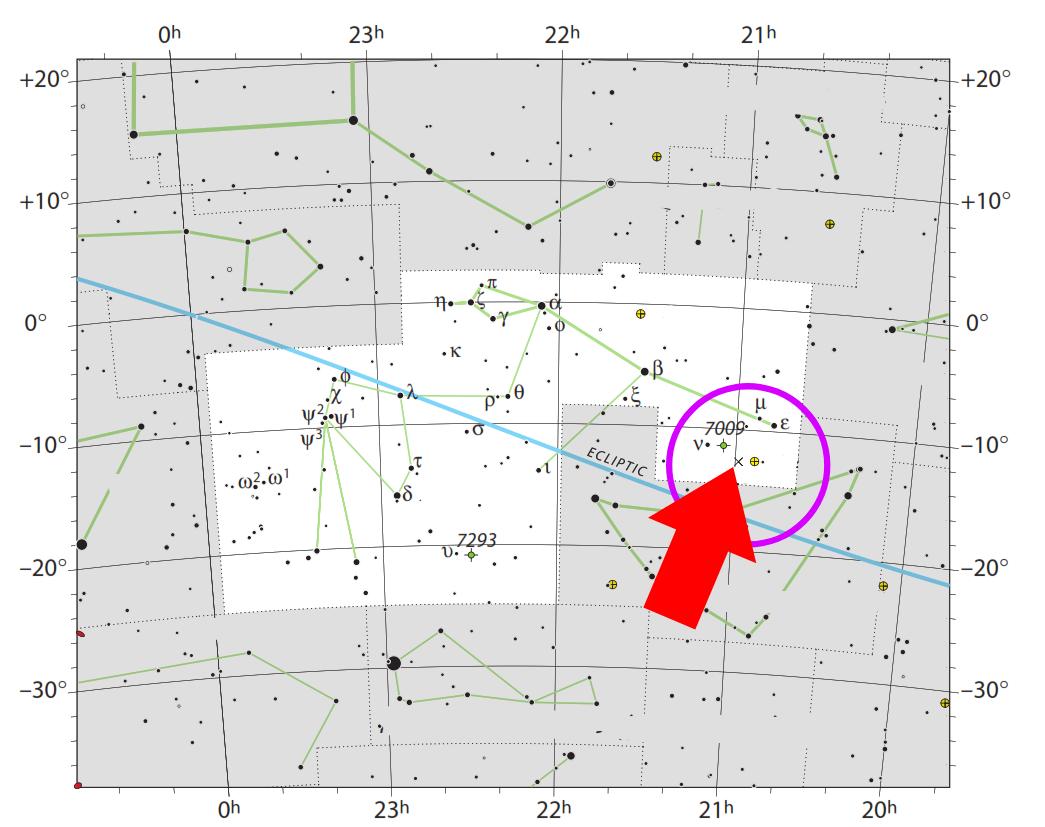 0h 23h 22h 21h
+20° +20°
+10° +10°
π
η ζ α
γ ο
0° 0°
κ
β
φ λ ρ θ ξ
χ μ
ψ² ψ¹ σ 7009 ε
ψ³ ν
-10° -10°
ECLIPTIC
τ ι
ω² ω¹
δ
υ 7293
-20° -20°
-30° -30°
0h 23h 22h 21h 20h